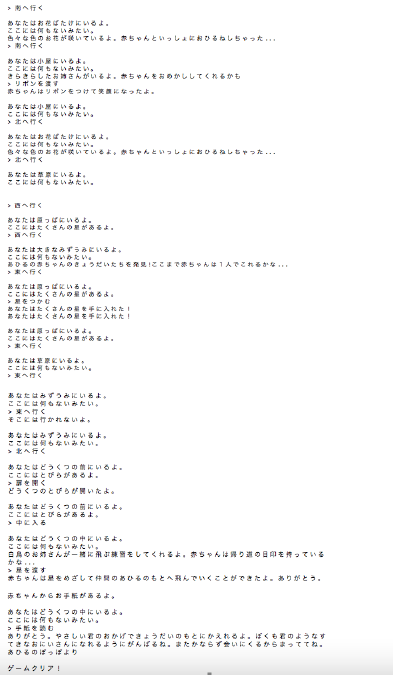 > 南へ行く
あなたはお花ばたけにいるよ。
ここには何もないみたい。
色々な色のお花が咲いているよ。赤ちゃんといっしょにおひるねしちゃった...
> 南へ行く
あなたは小屋にいるよ。
ここには何もないみたい。
きらきらしたお姉さんがいるよ。赤ちゃんをおめかししてくれるかも
> リボンを渡す
赤ちゃんはリボンをつけて笑顔になったよ。
あなたは小屋にいるよ。
ここには何もないみたい。
> 北へ行く
あなたはお花ばたけにいるよ。
ここには何もないみたい。
色々な色のお花が咲いているよ。赤ちゃんといっしょにおひるねしちゃった...
> 北へ行く
あなたは草原にいるよ。
ここには何もないみたい。
> 西へ行く
あなたは原っぱにいるよ。
ここにはたくさんの星があるよ。
> 西へ行く
あなたは大きなみずうみにいるよ。
ここには何もないみたい。
あひるの赤ちゃんのきょうだいたちを発見!ここまで赤ちゃんは1人でこれるかな...
> 東へ行く
あなたは原っぱにいるよ。
ここにはたくさんの星があるよ。
> 星をつかむ
あなたはたくさんの星を手に入れた!
あなたはたくさんの星を手に入れた!
あなたは原っぱにいるよ。
ここにはたくさんの星があるよ。
> 東へ行く
あなたは草原にいるよ。
ここには何もないみたい。
> 東へ行く
あなたはみずうみにいるよ。
ここには何もないみたい。
> 東へ行く
そこには行かれないよ。
あなたはみずうみにいるよ。
ここには何もないみたい。
> 北へ行く
あなたはどうくつの前にいるよ。
ここにはとびらがあるよ。
> 扉を開く
どうくつのとびらが開いたよ。
あなたはどうくつの前にいるよ。
ここにはとびらがあるよ。
> 中に入る
あなたはどうくつの中にいるよ。
ここには何もないみたい。
白鳥のお姉さんが一緒に飛ぶ練習をしてくれるよ。赤ちゃんは帰り道の目印を持っている
かな...
> 星を渡す
赤ちゃんは星をめざして仲間のあひるのもとへ飛んでいくことができたよ。ありがとう。
赤ちゃんからお手紙があるよ。
あなたはどうくつの中にいるよ。
ここには何もないみたい。
> 手紙を読む
ありがとう。やさしい君のおかげできょうだいのもとにかえれるよ。ぼくも君のようなす
てきなおにいさんになれるようにがんばるね。またかならず会いにくるからまっててね。
あひるのぽっぽより
ゲームクリア!